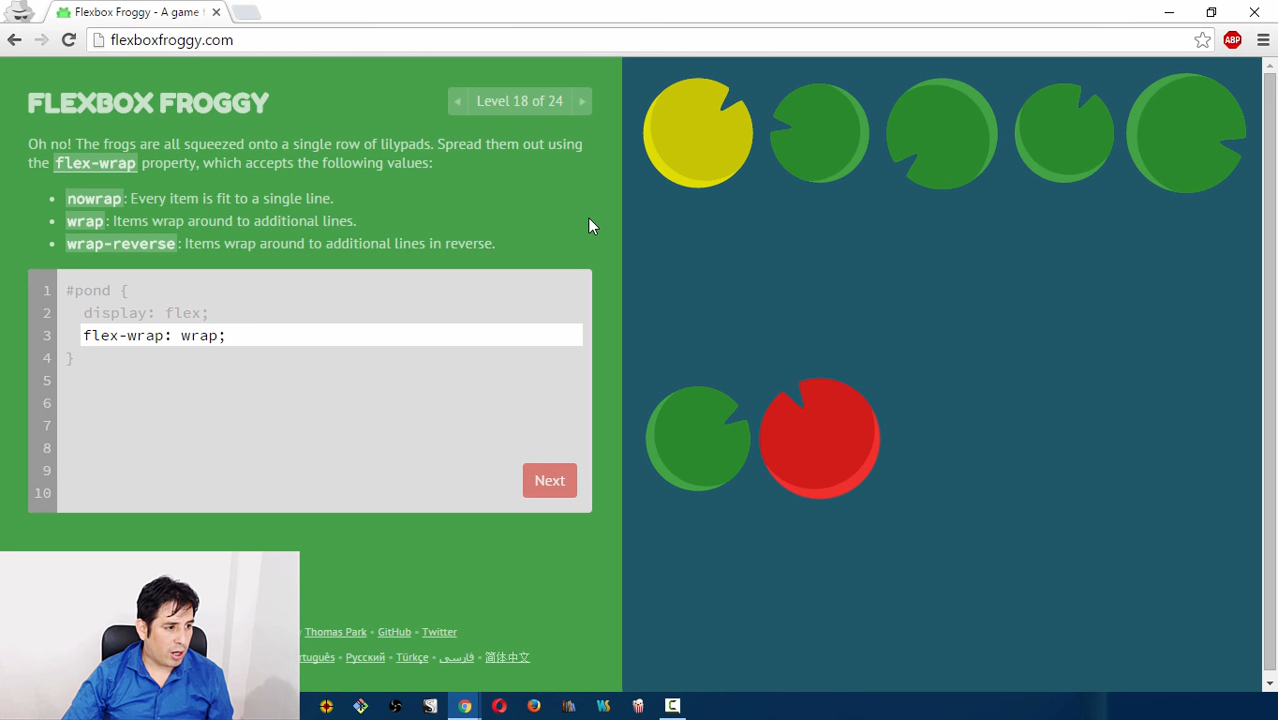 Flexbox Froggy - A game f
flexboxfroggy.com
ABP
FLEXBOX FROGGY
Level 18 of 24
Oh no! The frogs are all squeezed onto a single row of lilypads. Spread them out using
the flex-wrap property, which accepts the following values:
• nowrap: Every item is fit to a single line.
• wrap: Items wrap around to additional lines.
• wrap-reverse: Items wrap around to additional lines in reverse.
1 #pond {
2 display: flex;
3 flex-wrap: wrap;
4 }
5
6
7
8
9
10
Next
Thomas Park • GitHub • Twitter
rtuguês • Русский • Türkçe • فارسی • 简体中文